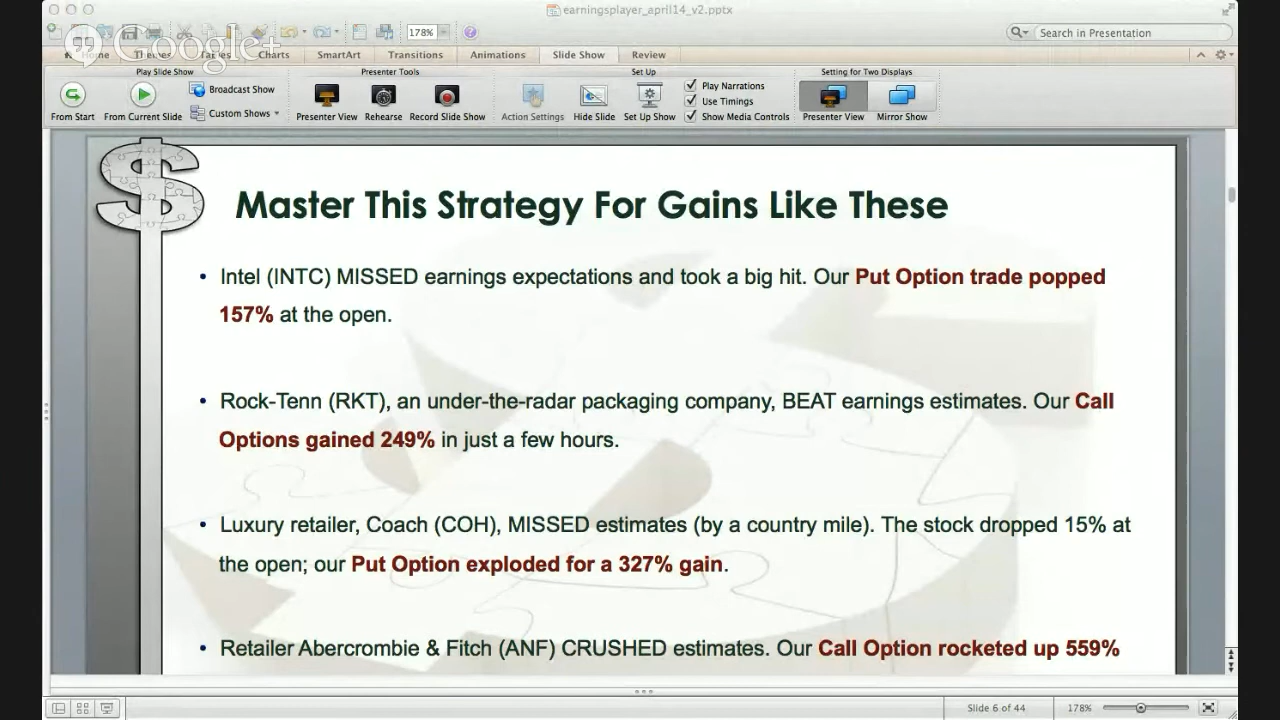 earningsplayer_april14_v2.pptx
Google+
178%
Search in Presentation
Home Themes Tables Charts SmartArt Transitions Animations Slide Show Review
Play Slide Show Presenter Tools Set Up Setting for Two Displays
Broadcast Show
Custom Shows
From Start From Current Slide Presenter View Rehearse Record Slide Show Action Settings Hide Slide Set Up Show
Play Narrations
Use Timings
Show Media Controls
Presenter View Mirror Show
$
Master This Strategy For Gains Like These
• Intel (INTC) MISSED earnings expectations and took a big hit. Our Put Option trade popped
157% at the open.
• Rock-Tenn (RKT), an under-the-radar packaging company, BEAT earnings estimates. Our Call
Options gained 249% in just a few hours.
• Luxury retailer, Coach (COH), MISSED estimates (by a country mile). The stock dropped 15% at
the open; our Put Option exploded for a 327% gain.
• Retailer Abercrombie & Fitch (ANF) CRUSHED estimates. Our Call Option rocketed up 559%
Slide 6 of 44 178%